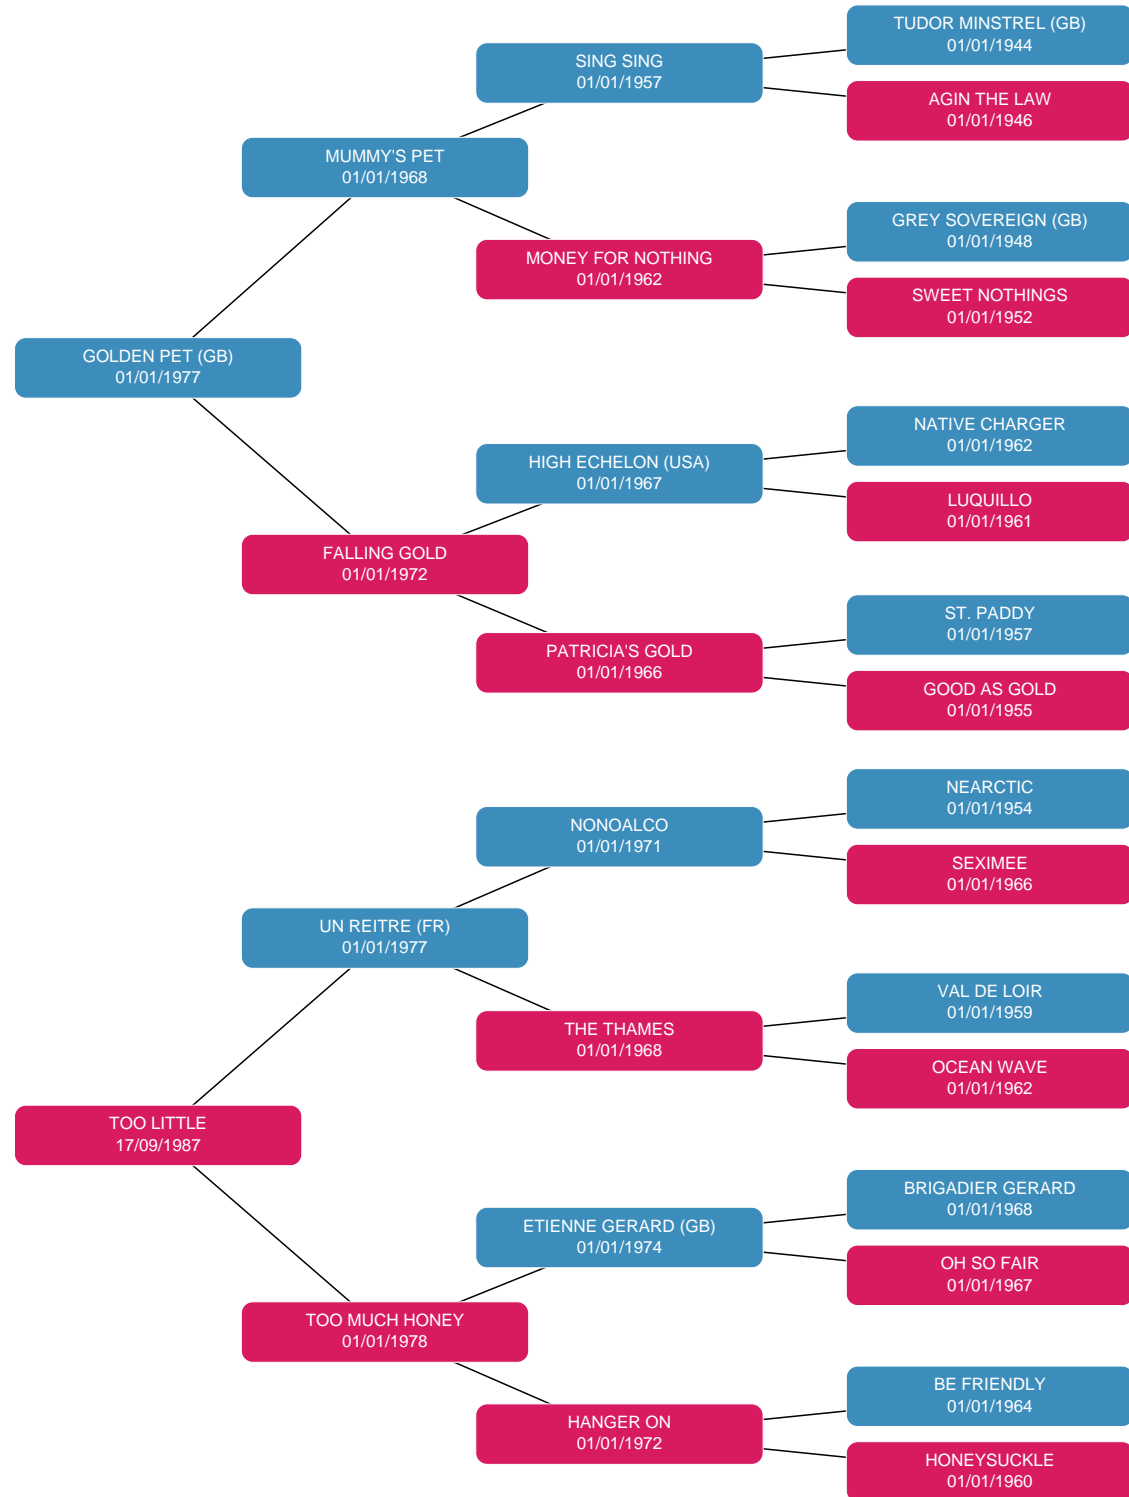 TUDOR MINSTREL (GB)
01/01/1944
SING SING
01/01/1957
AGIN THE LAW
01/01/1946
MUMMY'S PET
01/01/1968
GREY SOVEREIGN (GB)
01/01/1948
MONEY FOR NOTHING
01/01/1962
SWEET NOTHINGS
01/01/1952
GOLDEN PET (GB)
01/01/1977
NATIVE CHARGER
01/01/1962
HIGH ECHELON (USA)
01/01/1967
LUQUILLO
01/01/1961
FALLING GOLD
01/01/1972
ST. PADDY
01/01/1957
PATRICIA'S GOLD
01/01/1966
GOOD AS GOLD
01/01/1955
NEARCTIC
01/01/1954
NONOALCO
01/01/1971
SEXIMEE
01/01/1966
UN REITRE (FR)
01/01/1977
VAL DE LOIR
01/01/1959
THE THAMES
01/01/1968
OCEAN WAVE
01/01/1962
TOO LITTLE
17/09/1987
BRIGADIER GERARD
01/01/1968
ETIENNE GERARD (GB)
01/01/1974
OH SO FAIR
01/01/1967
TOO MUCH HONEY
01/01/1978
BE FRIENDLY
01/01/1964
HANGER ON
01/01/1972
HONEYSUCKLE
01/01/1960